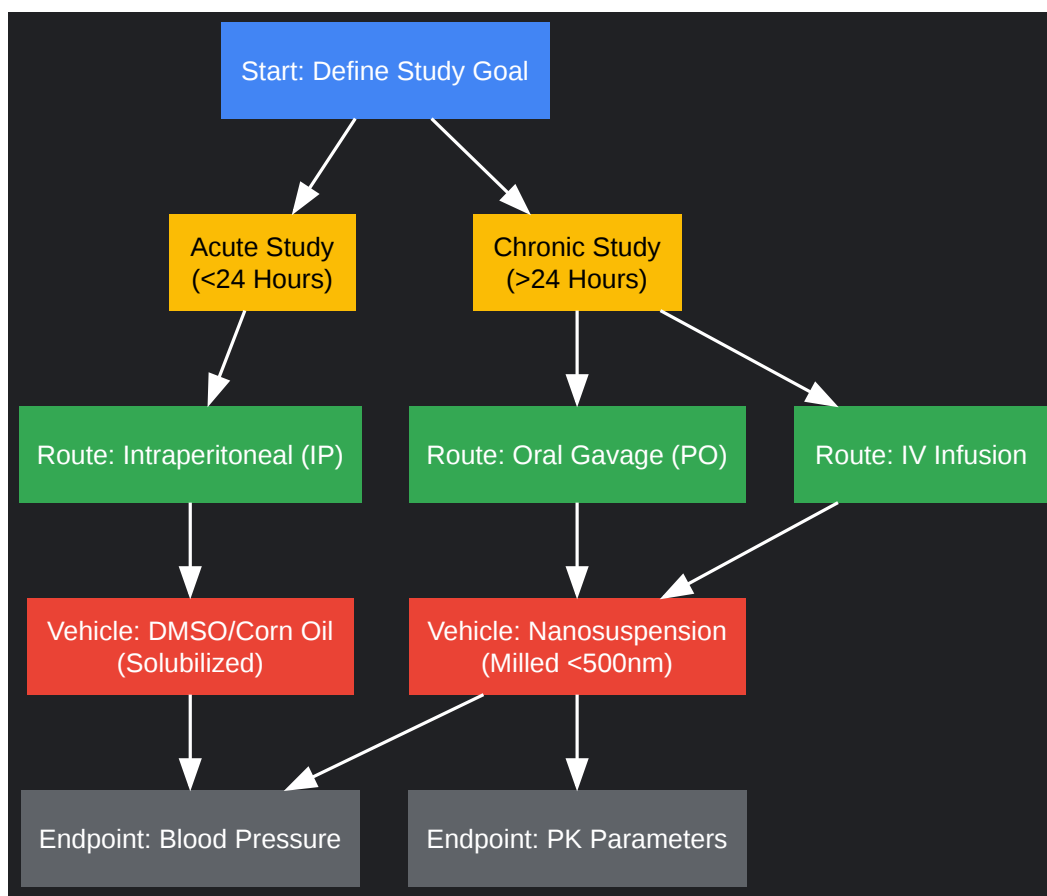 Start: Define Study Goal
Acute Study
(<24 Hours)
Chronic Study
(>24 Hours)
Route: Intraperitoneal (IP)
Route: Oral Gavage (PO)
Route: IV Infusion
Vehicle: DMSO/Corn Oil
(Solubilized)
Vehicle: Nanosuspension
(Milled <500nm)
Endpoint: Blood Pressure
Endpoint: PK Parameters